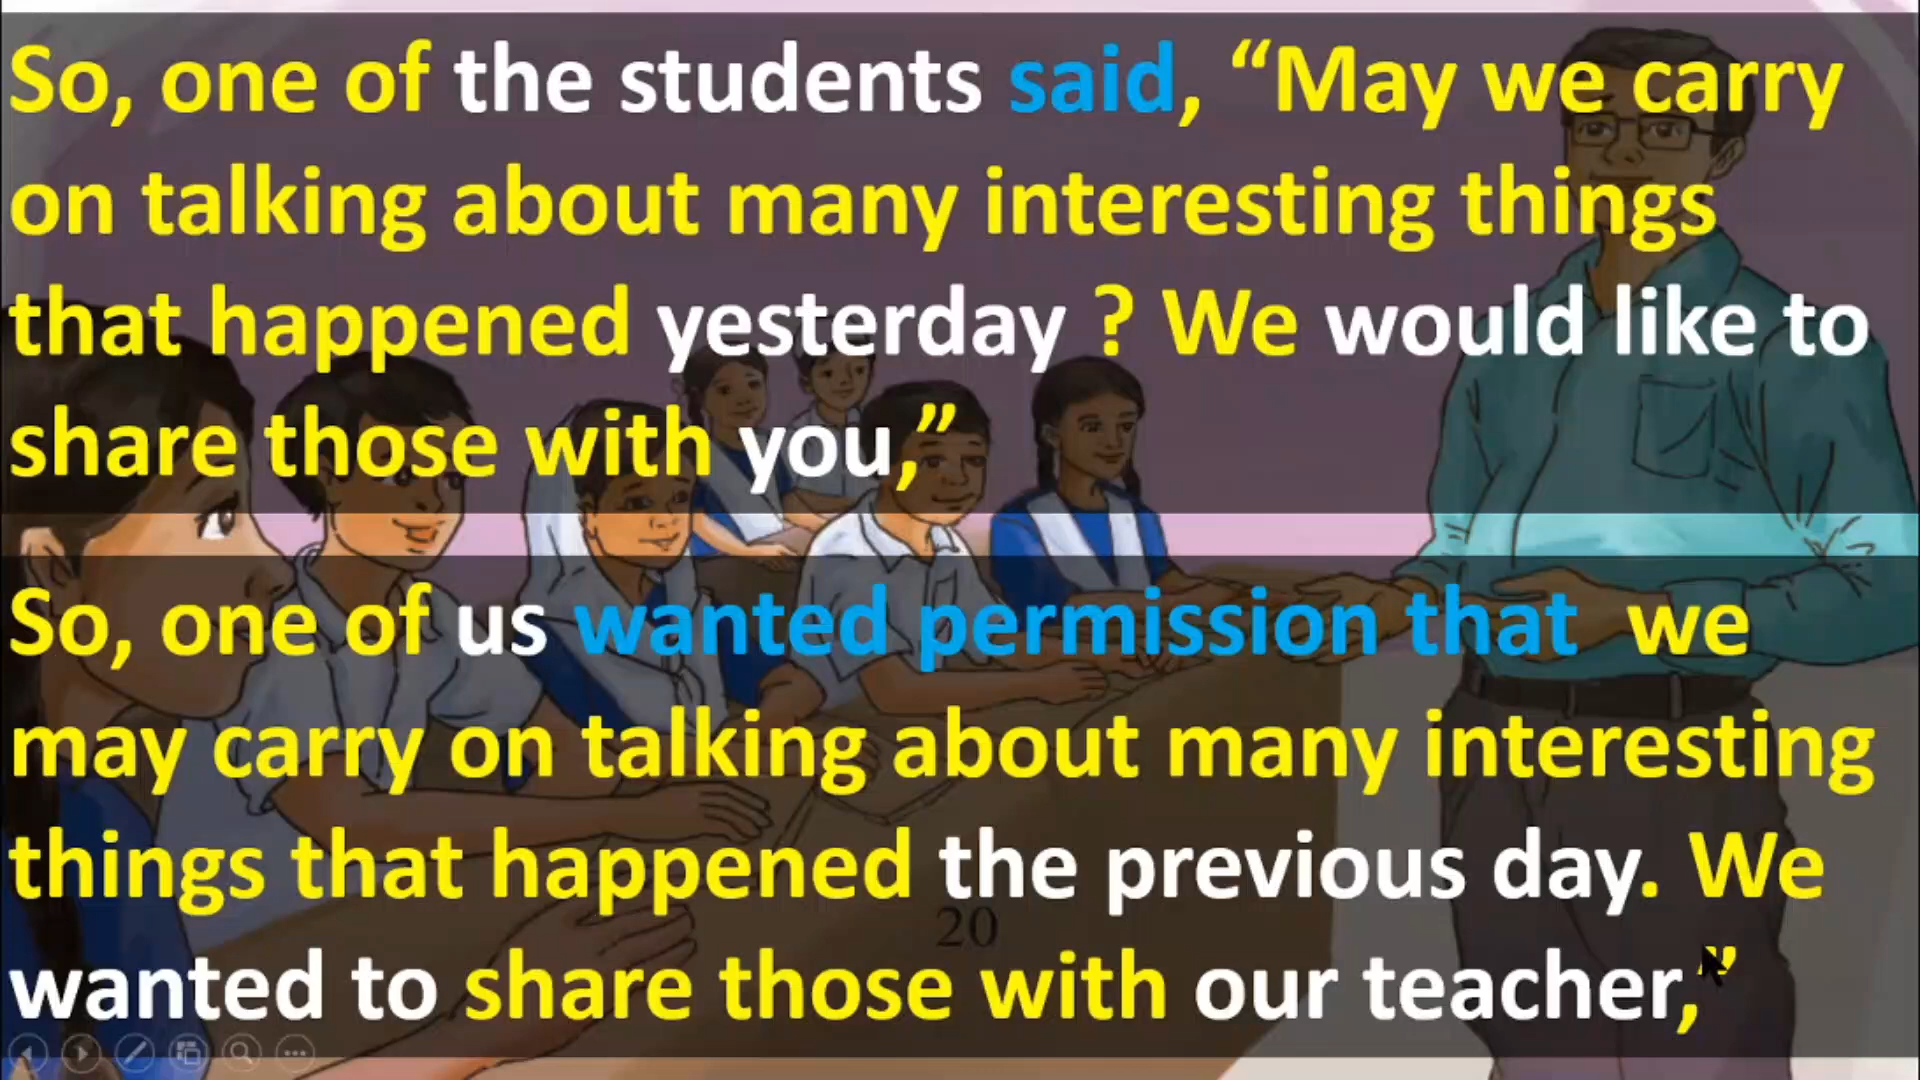 So, one of the students said, “May we carry
on talking about many interesting things
that happened yesterday ? We would like to
share those with you,”
So, one of us wanted permission that we
may carry on talking about many interesting
things that happened the previous day. We
20
wanted to share those with our teacher,”